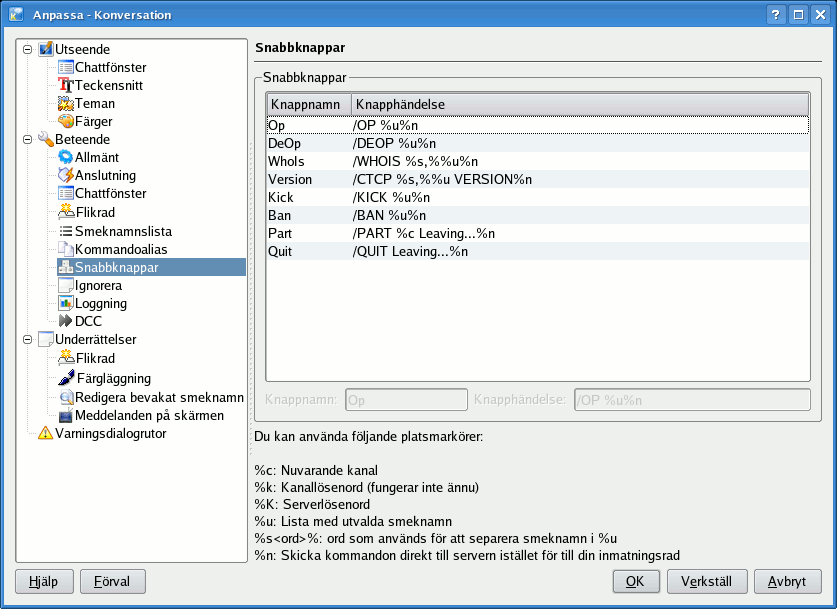 Anpassa - Konversation
Utseende
Chattfönster
Teckensnitt
Teman
Färger
Beteende
Allmänt
Anslutning
Chattfönster
Flikrad
Smeknamnslista
Kommandoalias
Snabbknappar
Ignorera
Loggning
DCC
Underrättelser
Flikrad
Färgläggning
Redigera bevakat smeknamn
Meddelanden på skärmen
Varningsdialogrutor
Snabbknappar
Snabbknappar
Knappnamn Knapphändelse
Op /OP %u%n
DeOp /DEOP %u%n
WhoIs /WHOIS %s,%%u%n
Version /CTCP %s,%%u VERSION%n
Kick /KICK %u%n
Ban /BAN %u%n
Part /PART %c Leaving...%n
Quit /QUIT Leaving...%n
Knappnamn: Op Knapphändelse: /OP %u%n
Du kan använda följande platsmarkörer:
%c: Nuvarande kanal
%k: Kanallösenord (fungerar inte ännu)
%K: Serverlösenord
%u: Lista med utvalda smeknamn
%s<ord>%: ord som används för att separera smeknamn i %u
%n: Skicka kommandon direkt till servern istället för till din inmatningsrad
Hjälp Förval OK Verkställ Avbryt